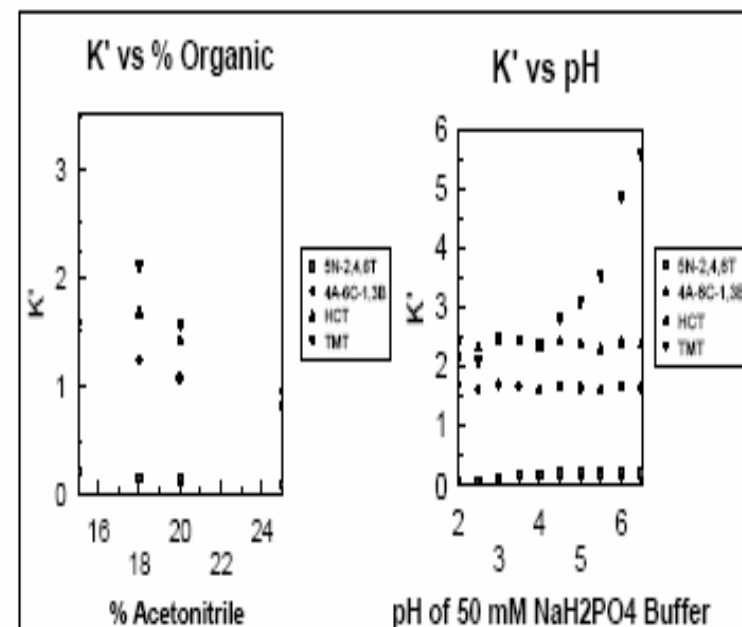 K' vs % Organic
3
2
1
0
K'
16 18 20 22 24
% Acetonitrile
5N-2,4,6T
4A-6C-1,3B
HCT
TMT
K' vs pH
6
5
4
3
2
1
0
K'
2 3 4 5 6
pH of 50 mM NaH2PO4 Buffer
5N-2,4,6T
4A-6C-1,3B
HCT
TMT